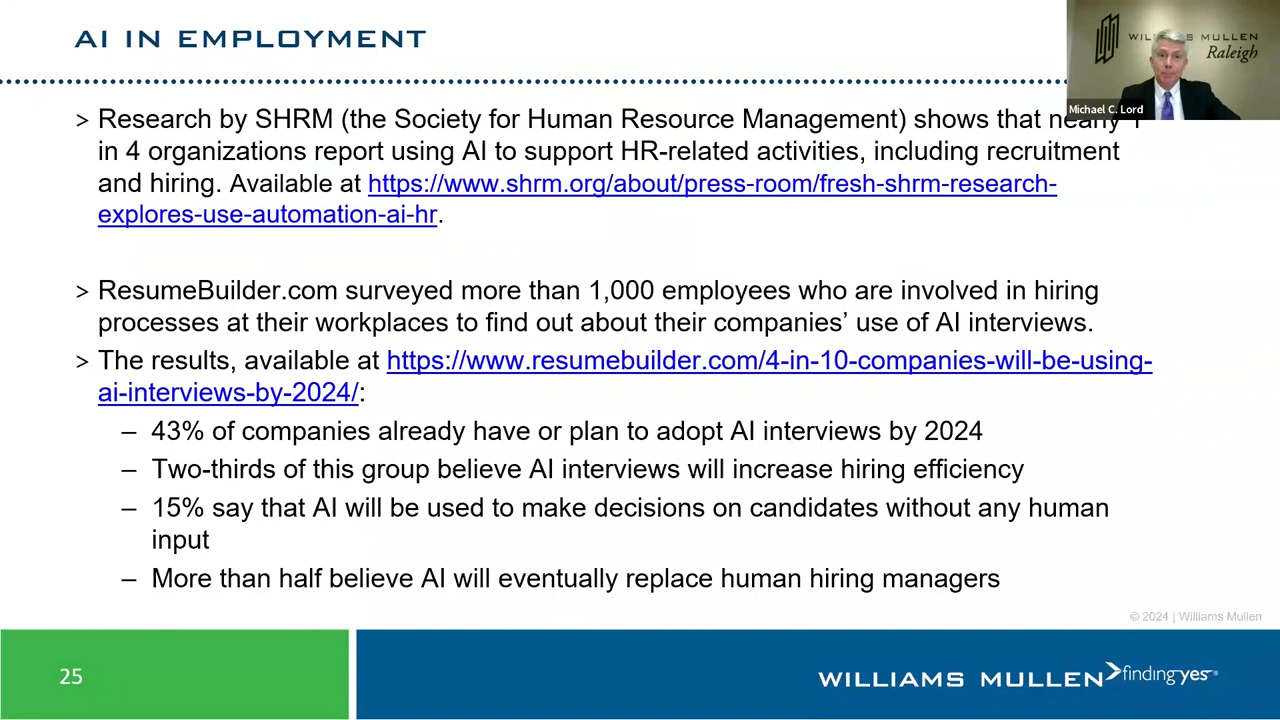 AI IN EMPLOYMENT
WILLIAMS MULLEN
Raleigh
Michael C. Lord
> Research by SHRM (the Society for Human Resource Management) shows that nearly 1
in 4 organizations report using AI to support HR-related activities, including recruitment
and hiring. Available at https://www.shrm.org/about/press-room/fresh-shrm-research-
explores-use-automation-ai-hr.
> ResumeBuilder.com surveyed more than 1,000 employees who are involved in hiring
processes at their workplaces to find out about their companies’ use of AI interviews.
> The results, available at https://www.resumebuilder.com/4-in-10-companies-will-be-using-
ai-interviews-by-2024/:
– 43% of companies already have or plan to adopt AI interviews by 2024
– Two-thirds of this group believe AI interviews will increase hiring efficiency
– 15% say that AI will be used to make decisions on candidates without any human
input
– More than half believe AI will eventually replace human hiring managers
© 2024 | Williams Mullen
25
WILLIAMS MULLEN finding yes®